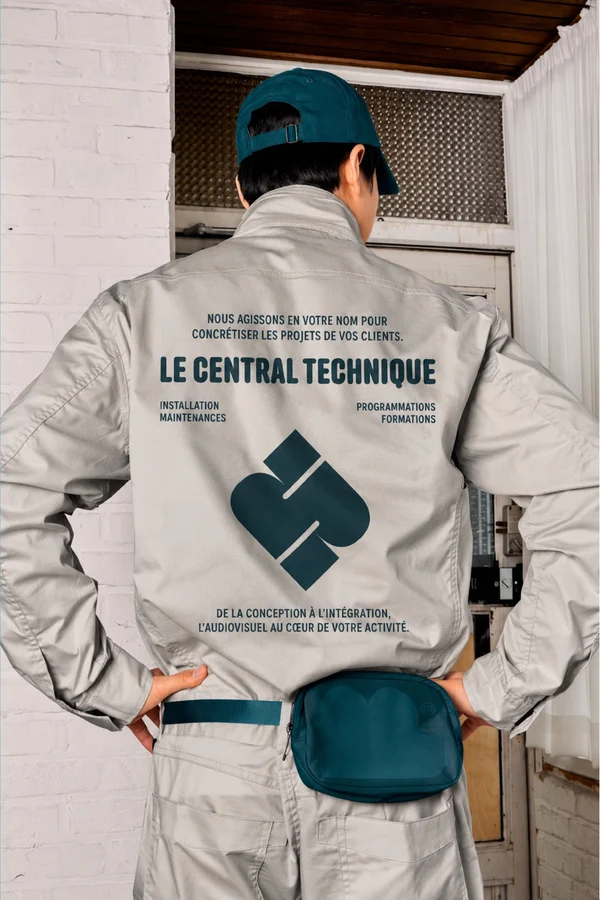 NOUS AGISSONS EN VOTRE NOM POUR
CONCRÉTISER LES PROJETS DE VOS CLIENTS.
LE CENTRAL TECHNIQUE
INSTALLATION
MAINTENANCES
PROGRAMMATIONS
FORMATIONS
DE LA CONCEPTION À L'INTÉGRATION,
L'AUDIOVISUEL AU CŒUR DE VOTRE ACTIVITÉ.